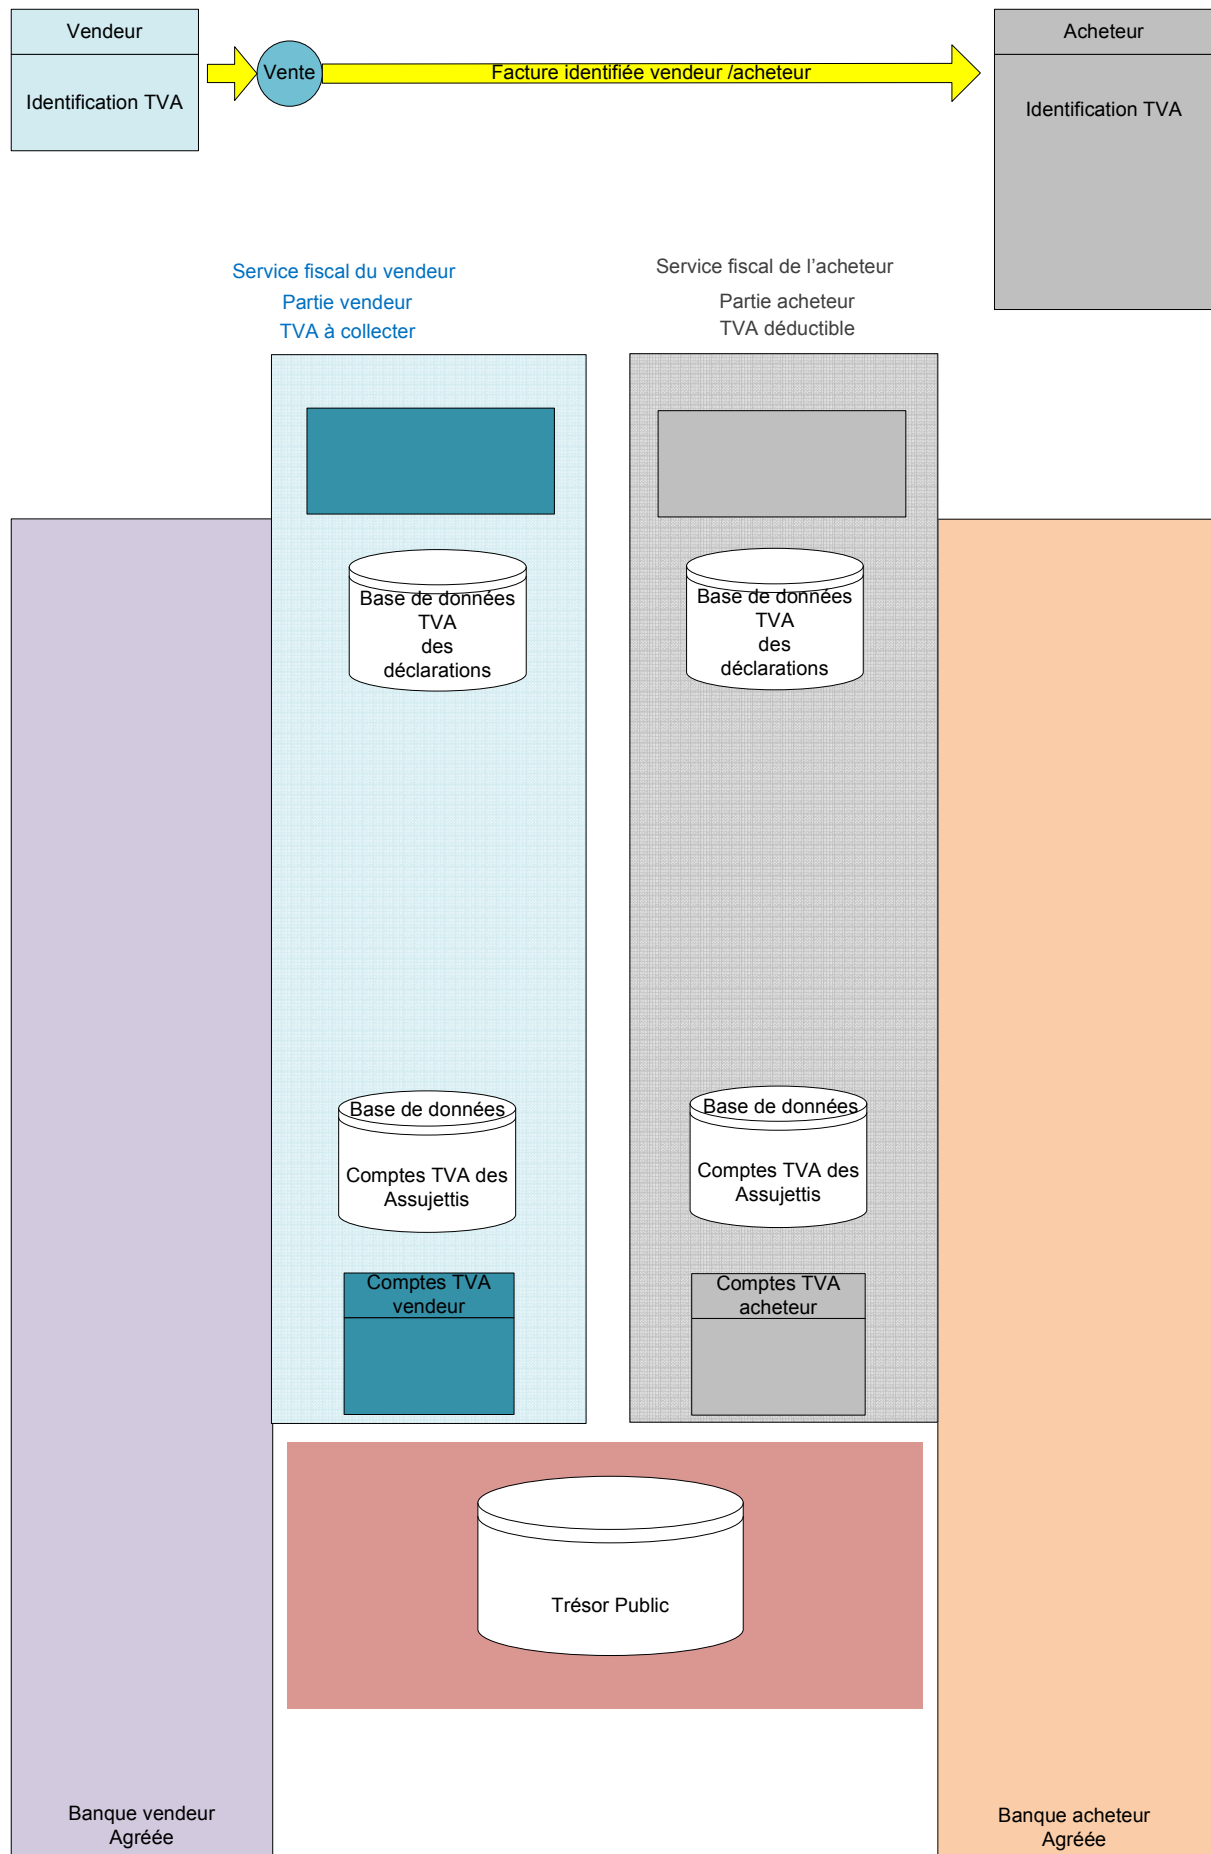 Vendeur
Identification TVA
Vente
Facture identifiée vendeur /acheteur
Acheteur
Identification TVA
Service fiscal du vendeur
Partie vendeur
TVA à collecter
Service fiscal de l’acheteur
Partie acheteur
TVA déductible
Base de données
TVA
des
déclarations
Base de données
TVA
des
déclarations
Base de données
Comptes TVA des
Assujettis
Base de données
Comptes TVA des
Assujettis
Comptes TVA
vendeur
Comptes TVA
acheteur
Trésor Public
Banque vendeur
Agréée
Banque acheteur
Agréée